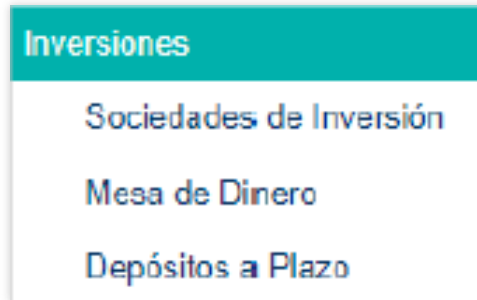 Inversiones
Sociedades de Inversión
Mesa de Dinero
Depósitos a Plazo